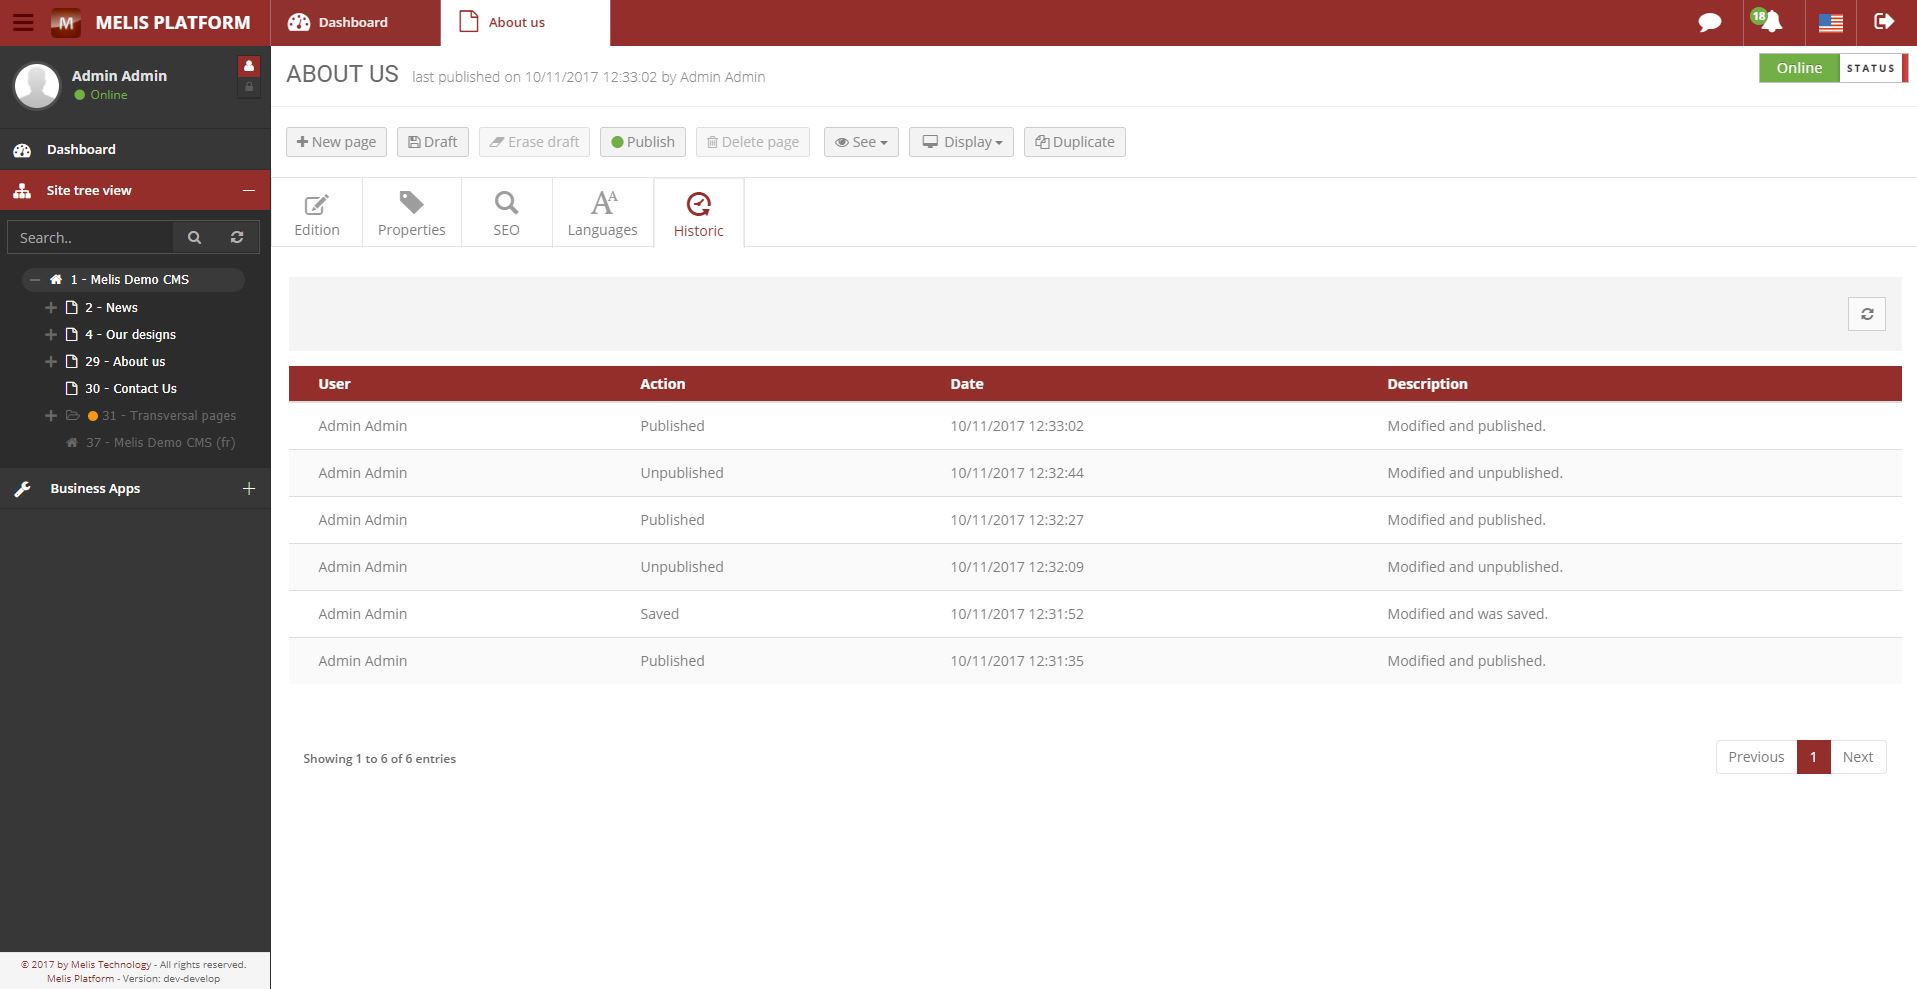 MELIS PLATFORM
Dashboard
About us
18
Admin Admin
Online
Dashboard
Site tree view
Search..
1 - Melis Demo CMS
2 - News
4 - Our designs
29 - About us
30 - Contact Us
31 - Transversal pages
37 - Melis Demo CMS (fr)
Business Apps
© 2017 by Melis Technology - All rights reserved.
Melis Platform - Version: dev-develop
ABOUT US last published on 10/11/2017 12:33:02 by Admin Admin
Online STATUS
New page Draft Erase draft Publish Delete page See Display Duplicate
Edition Properties SEO Languages Historic
User Action Date Description
Admin Admin Published 10/11/2017 12:33:02 Modified and published.
Admin Admin Unpublished 10/11/2017 12:32:44 Modified and unpublished.
Admin Admin Published 10/11/2017 12:32:27 Modified and published.
Admin Admin Unpublished 10/11/2017 12:32:09 Modified and unpublished.
Admin Admin Saved 10/11/2017 12:31:52 Modified and was saved.
Admin Admin Published 10/11/2017 12:31:35 Modified and published.
Showing 1 to 6 of 6 entries
Previous 1 Next